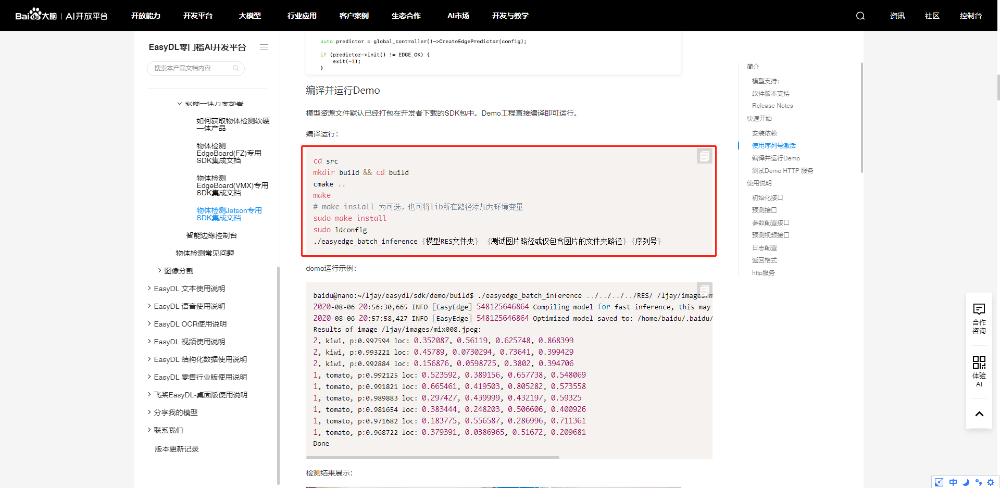 Baidu大脑 | AI开放平台
开放能力
开发平台
大模型
行业应用
客户案例
生态合作
AI市场
开发与教学
资讯
社区
控制台
EasyDL零门槛AI开发平台
搜索本产品文档内容
软硬一体方案部署
如何获取物体检测软硬
一体产品
物体检测
EdgeBoard(FZ)专用
SDK集成文档
物体检测
EdgeBoard(VMX)专用
SDK集成文档
物体检测Jetson专用
SDK集成文档
智能边缘控制台
物体检测常见问题
图像分割
EasyDL 文本使用说明
EasyDL 语音使用说明
EasyDL OCR使用说明
EasyDL 视频使用说明
EasyDL 结构化数据使用说明
EasyDL 零售行业版使用说明
飞桨EasyDL-桌面版使用说明
分享我的模型
联系我们
版本更新记录
auto predictor = global_controller()->CreateEdgePredictor(config);
if (predictor->init() != EDGE_OK) {
exit(-1);
}
编译并运行Demo
模型资源文件默认已经打包在开发者下载的SDK包中。Demo工程直接编译即可运行。
编译运行：
cd src
mkdir build && cd build
cmake ..
make
# make install 为可选，也可将lib所在路径添加为环境变量
sudo make install
sudo ldconfig
./easyedge_batch_inference {模型RES文件夹} {测试图片路径或仅包含图片的文件夹路径} {序列号}
demo运行示例：
baidu@nano:~/ljay/easydl/sdk/demo/build$ ./easyedge_batch_inference ../../../../RES/ /ljay/images/m
2020-08-06 20:56:30,665 INFO [EasyEdge] 548125646864 Compiling model for fast inference, this may
2020-08-06 20:57:58,427 INFO [EasyEdge] 548125646864 Optimized model saved to: /home/baidu/.baidu/
Results of image /ljay/images/mix008.jpeg:
2, kiwi, p:0.997594 loc: 0.352087, 0.56119, 0.625748, 0.868399
2, kiwi, p:0.993221 loc: 0.45789, 0.0730294, 0.73641, 0.399429
2, kiwi, p:0.992884 loc: 0.156876, 0.0598725, 0.3802, 0.394706
1, tomato, p:0.992125 loc: 0.523592, 0.389156, 0.657738, 0.548069
1, tomato, p:0.991821 loc: 0.665461, 0.419503, 0.805282, 0.573558
1, tomato, p:0.989883 loc: 0.297427, 0.439999, 0.432197, 0.59325
1, tomato, p:0.981654 loc: 0.383444, 0.248203, 0.506606, 0.400926
1, tomato, p:0.971682 loc: 0.183775, 0.556587, 0.286996, 0.711361
1, tomato, p:0.968722 loc: 0.379391, 0.0386965, 0.51672, 0.209681
Done
检测结果展示：
简介
模型支持：
软件版本支持
Release Notes
快速开始
安装依赖
使用序列号激活
编译并运行Demo
测试Demo HTTP 服务
使用说明
初始化接口
预测接口
参数配置接口
预测视频接口
日志配置
返回格式
http服务
合作
咨询
体验
AI
中